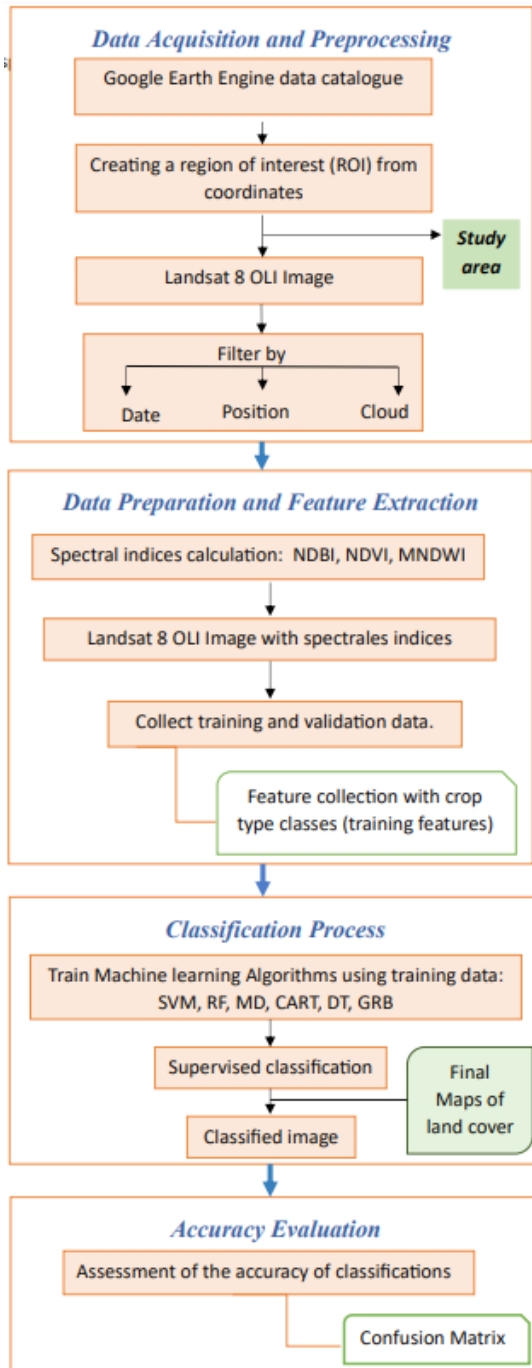 Data Acquisition and Preprocessing
Google Earth Engine data catalogue
Creating a region of interest (ROI) from
coordinates
Study
area
Landsat 8 OLI Image
Filter by
Date Position Cloud
Data Preparation and Feature Extraction
Spectral indices calculation: NDBI, NDVI, MNDWI
Landsat 8 OLI Image with spectrales indices
Collect training and validation data.
Feature collection with crop
type classes (training features)
Classification Process
Train Machine learning Algorithms using training data:
SVM, RF, MD, CART, DT, GRB
Supervised classification
Final
Maps of
land cover
Classified image
Accuracy Evaluation
Assessment of the accuracy of classifications
Confusion Matrix